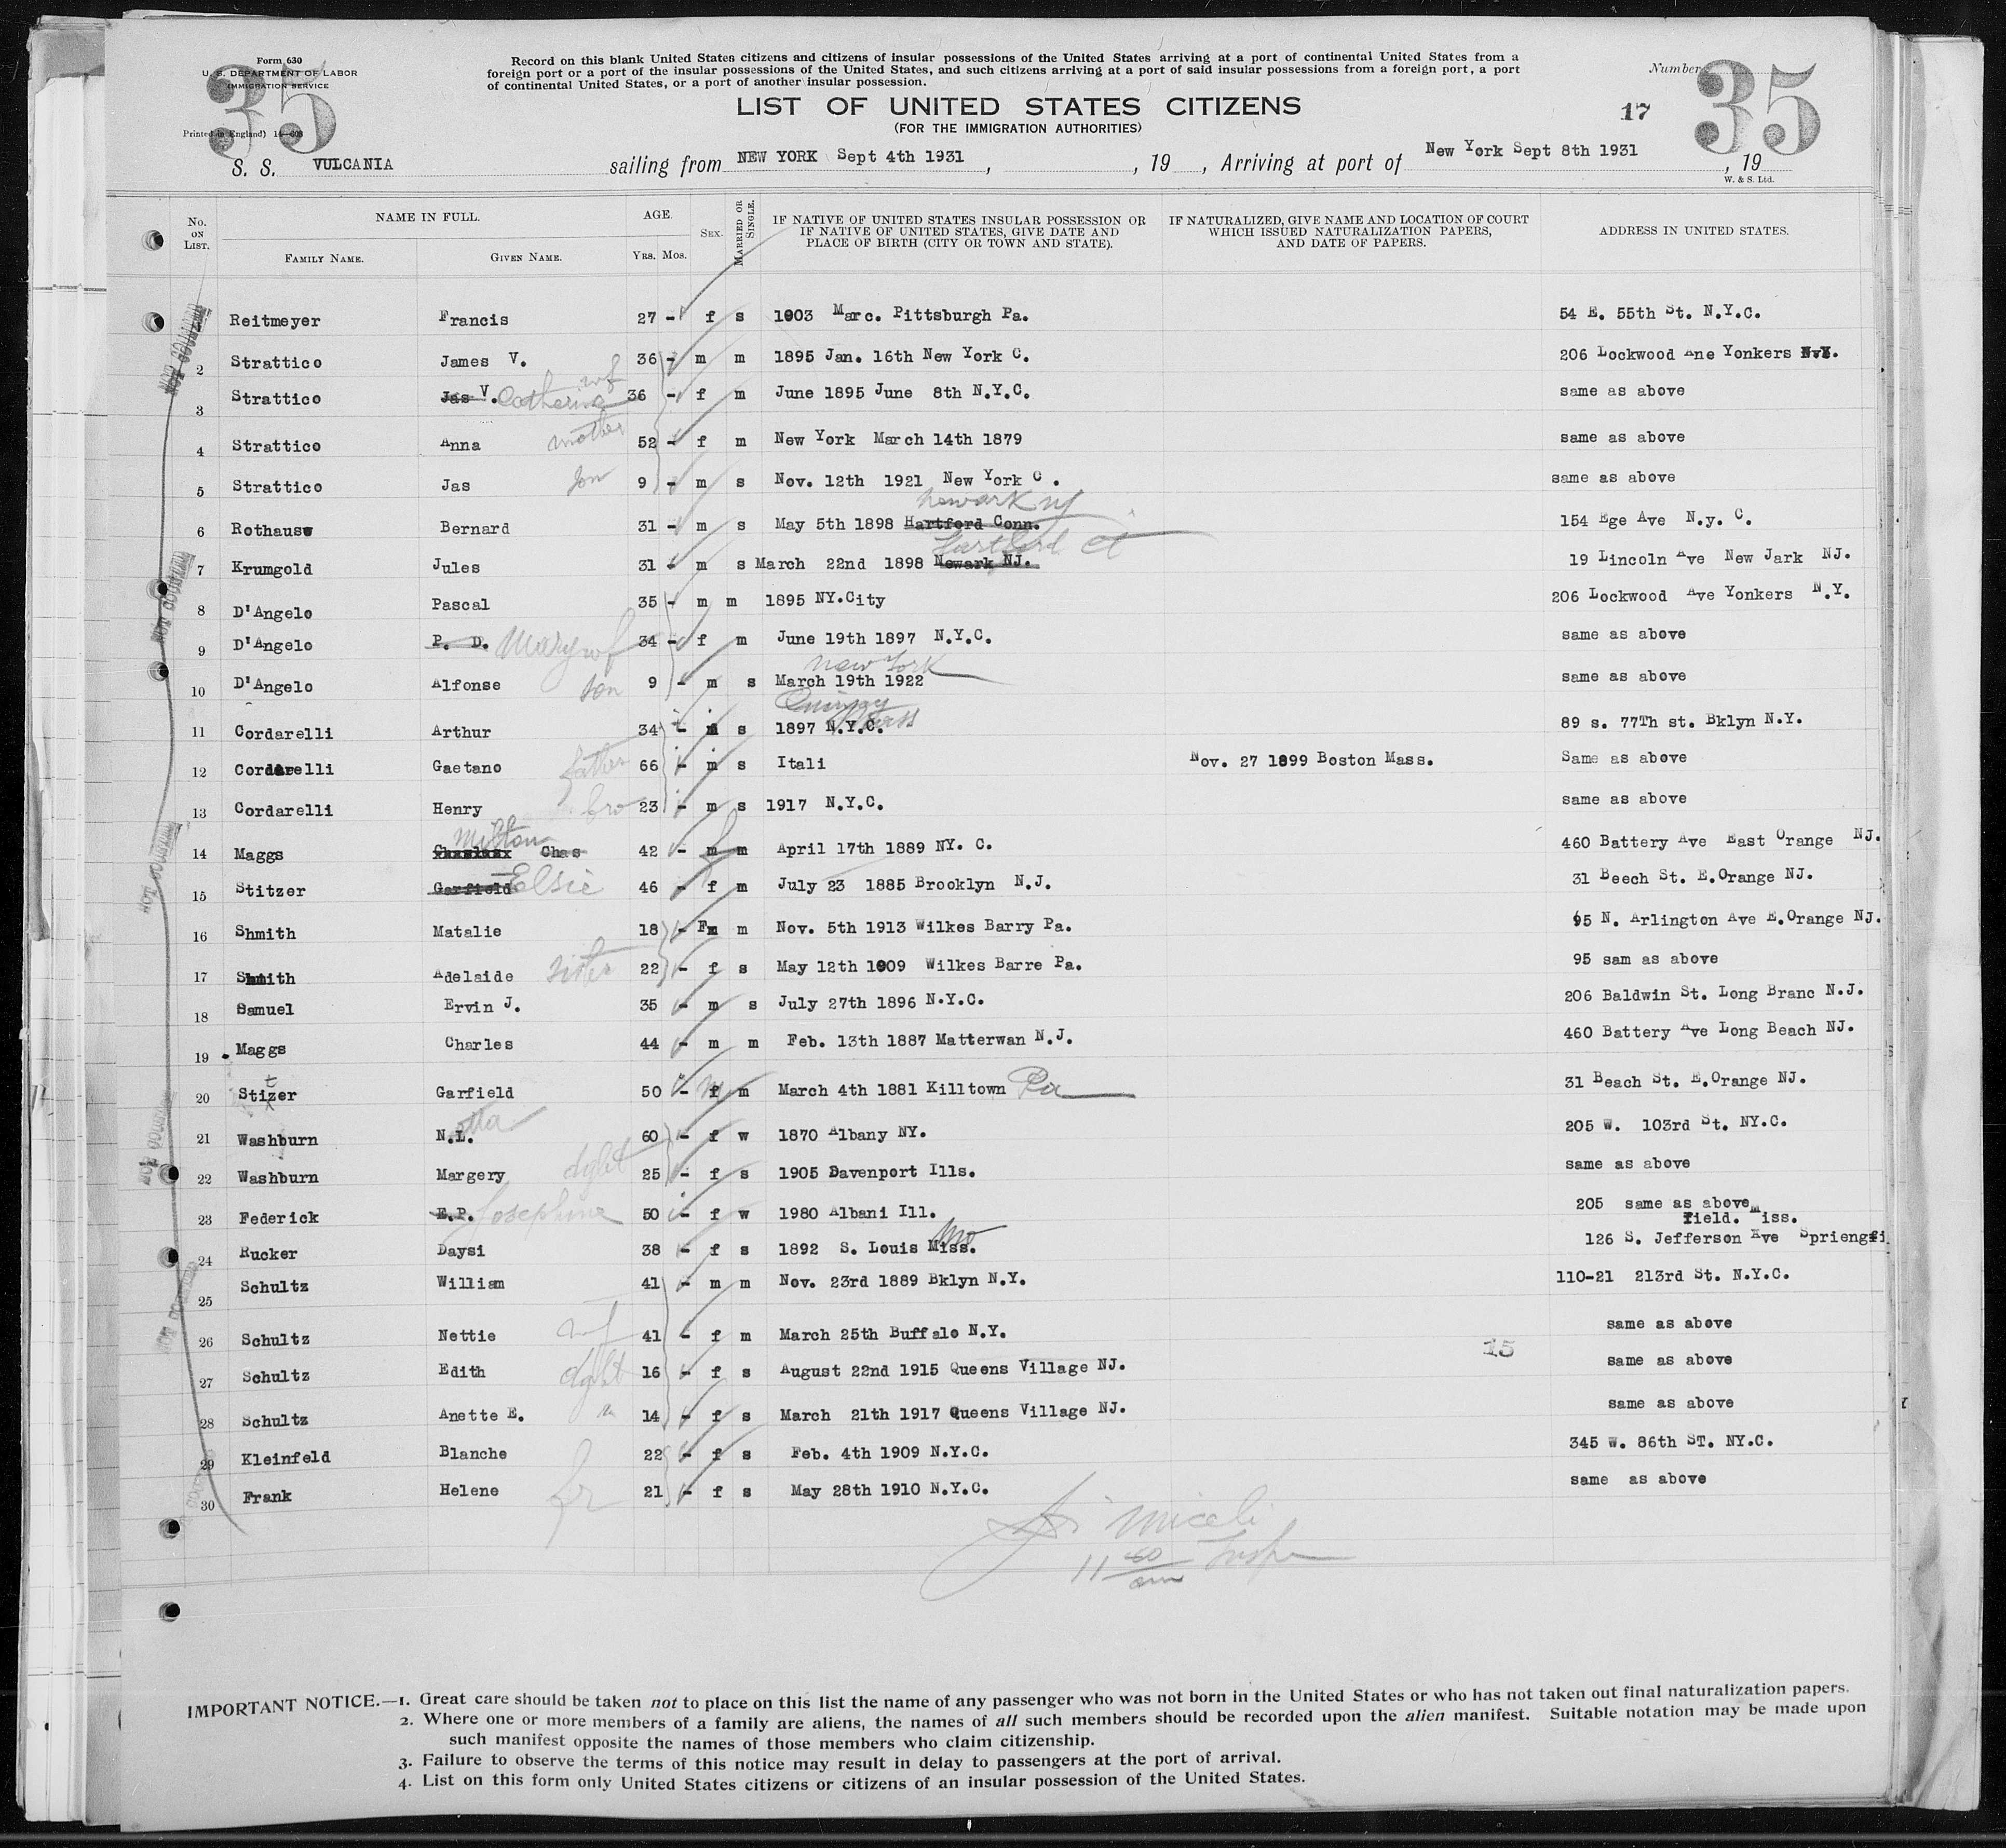 Form 630
U. S. DEPARTMENT OF LABOR
IMMIGRATION SERVICE
Printed in England) 14—608
35
Record on this blank United States citizens and citizens of insular possessions of the United States arriving at a port of continental United States from a
foreign port or a port of the insular possessions of the United States, and such citizens arriving at a port of said insular possessions from a foreign port, a port
of continental United States, or a port of another insular possession.
LIST OF UNITED STATES CITIZENS
(FOR THE IMMIGRATION AUTHORITIES)
Number
17
35
S. S. VULCANIA sailing from NEW YORK Sept 4th 1931, , 19 , Arriving at port of New York Sept 8th 1931 , 19
W. & S. Ltd.
No. ON LIST. NAME IN FULL. FAMILY NAME. GIVEN NAME. AGE. YRS. MOS. SEX. MARRIED OR SINGLE. IF NATIVE OF UNITED STATES INSULAR POSSESSION OR IF NATIVE OF UNITED STATES, GIVE DATE AND PLACE OF BIRTH (CITY OR TOWN AND STATE). IF NATURALIZED, GIVE NAME AND LOCATION OF COURT WHICH ISSUED NATURALIZATION PAPERS, AND DATE OF PAPERS. ADDRESS IN UNITED STATES.
Reitmeyer Francis 27 - f s 1903 Marc. Pittsburgh Pa. 54 E. 55th St. N.Y.C.
2 Strattico James V. 36 - m m 1895 Jan. 16th New York C. 206 Lockwood Ane Yonkers N.Y.
3 Strattico Jas V. Catherine wf 36 - f m June 1895 June 8th N.Y.C. same as above
4 Strattico Anna mother 52 - f m New York March 14th 1879 same as above
5 Strattico Jas son 9 - m s Nov. 12th 1921 New York C. same as above
6 Rothaus Bernard 31 - m s May 5th 1898 Hartford Conn. Newark NJ 154 Ege Ave N.y. C.
7 Krumgold Jules 31 - m s March 22nd 1898 Newark NJ. Hartford Ct 19 Lincoln Ave New Jark NJ.
8 D'Angelo Pascal 35 - m m 1895 NY.City 206 Lockwood Ave Yonkers N.Y.
9 D'Angelo P. D. Mary wf 34 - f m June 19th 1897 N.Y.C. same as above
10 D'Angelo Alfonse son 9 - m s March 19th 1922 New York same as above
11 Cordarelli Arthur 34 - m s 1897 N.Y.C. Quincy Mass 89 s. 77Th st. Bklyn N.Y.
12 Cordarelli Gaetano father 66 - m s Itali Nov. 27 1899 Boston Mass. Same as above
13 Cordarelli Henry bro 23 - m s 1917 N.Y.C. same as above
14 Maggs Chas Milton 42 - m m f April 17th 1889 NY. C. 460 Battery Ave East Orange NJ.
15 Stitzer Garfield Elsie 46 - f m July 23 1885 Brooklyn N.J. 31 Beech St. E.Orange NJ.
16 Shmith Matalie 18 - Fm m Nov. 5th 1913 Wilkes Barry Pa. 95 N. Arlington Ave E.Orange NJ.
17 Smith Adelaide sister 22 - f s May 12th 1909 Wilkes Barre Pa. 95 sam as above
18 Samuel Ervin J. 35 - m s July 27th 1896 N.Y.C. 206 Baldwin St. Long Branc N.J.
19 Maggs Charles 44 - m m Feb. 13th 1887 Matterwan N.J. 460 Battery Ave Long Beach NJ.
20 Stizer t Garfield 50 - f m m March 4th 1881 Killtown Pa 31 Beach St. E.Orange NJ.
21 Washburn N.L. 60 - f w 1870 Albany NY. 205 W. 103rd St. NY.C.
22 Washburn Margery dght 25 - f s 1905 Davenport Ills. same as above
23 Federick E.P. Josephine 50 - f w 1980 Albani Ill. 205 same as above
24 Rucker Daysi 38 - f s 1892 S. Louis Miss. Mo 126 S. Jefferson Ave Spriengfi field. Miss.
25 Schultz William 41 - m m Nov. 23rd 1889 Bklyn N.Y. 110-21 213rd St. N.Y.C.
26 Schultz Nettie wf 41 - f m March 25th Buffalo N.Y. same as above
15
27 Schultz Edith dght 16 - f s August 22nd 1915 Queens Village NJ. same as above
28 Schultz Anette E. " 14 - f s March 21th 1917 Queens Village NJ. same as above
29 Kleinfeld Blanche 22 - f s Feb. 4th 1909 N.Y.C. 345 W. 86th ST. NY.C.
30 Frank Helene fr 21 - f s May 28th 1910 N.Y.C. same as above
Miceli
11 50 am Insp
IMPORTANT NOTICE.—1. Great care should be taken not to place on this list the name of any passenger who was not born in the United States or who has not taken out final naturalization papers.
2. Where one or more members of a family are aliens, the names of all such members should be recorded upon the alien manifest. Suitable notation may be made upon
such manifest opposite the names of those members who claim citizenship.
3. Failure to observe the terms of this notice may result in delay to passengers at the port of arrival.
4. List on this form only United States citizens or citizens of an insular possession of the United States.